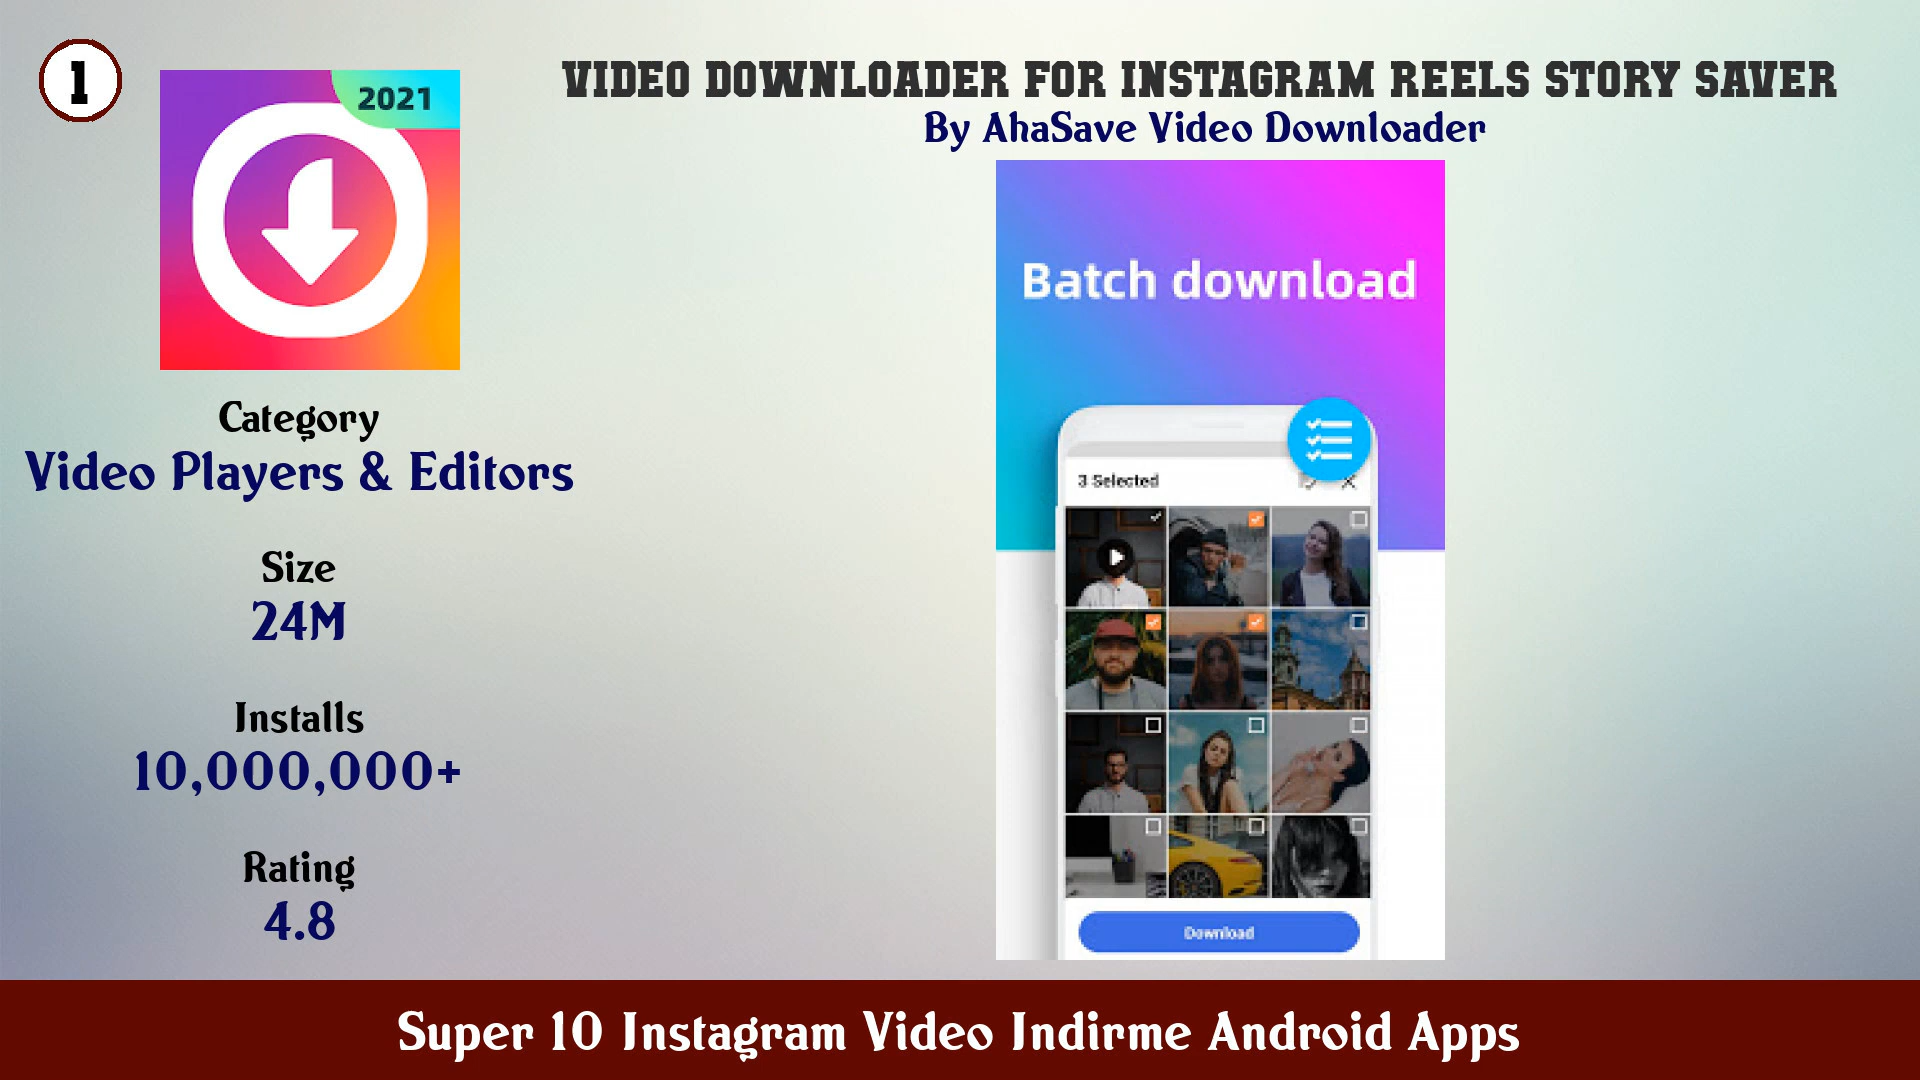 1
2021
VIDEO DOWNLOADER FOR INSTAGRAM REELS STORY SAVER
By AhaSave Video Downloader
Category
Video Players & Editors
Size
24M
Installs
10,000,000+
Rating
4.8
Batch download
3 Selected
Download
Super 10 Instagram Video Indirme Android Apps